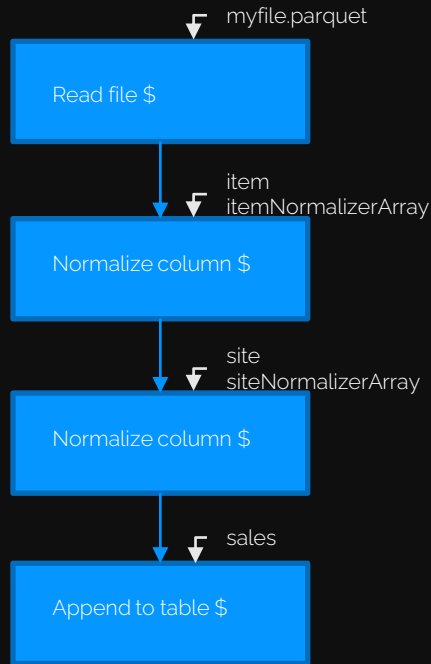 myfile.parquet
Read file $
item
itemNormalizerArray
Normalize column $
site
siteNormalizerArray
Normalize column $
sales
Append to table $